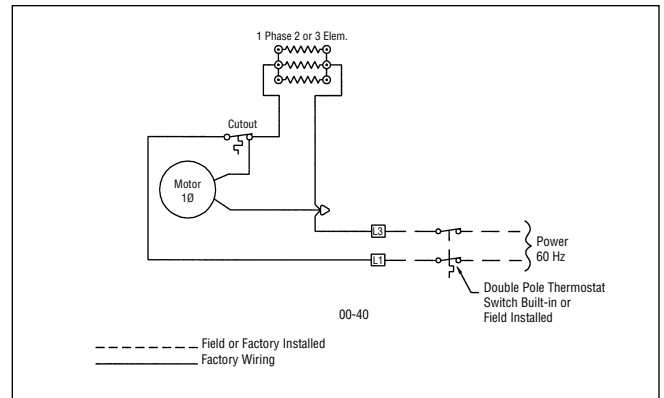 1 Phase 2 or 3 Elem.
Cutout
Motor
1Ø
L3
L1
Power
60 Hz
Double Pole Thermostat
Switch Built-in or
Field Installed
00-40
Field or Factory Installed
Factory Wiring